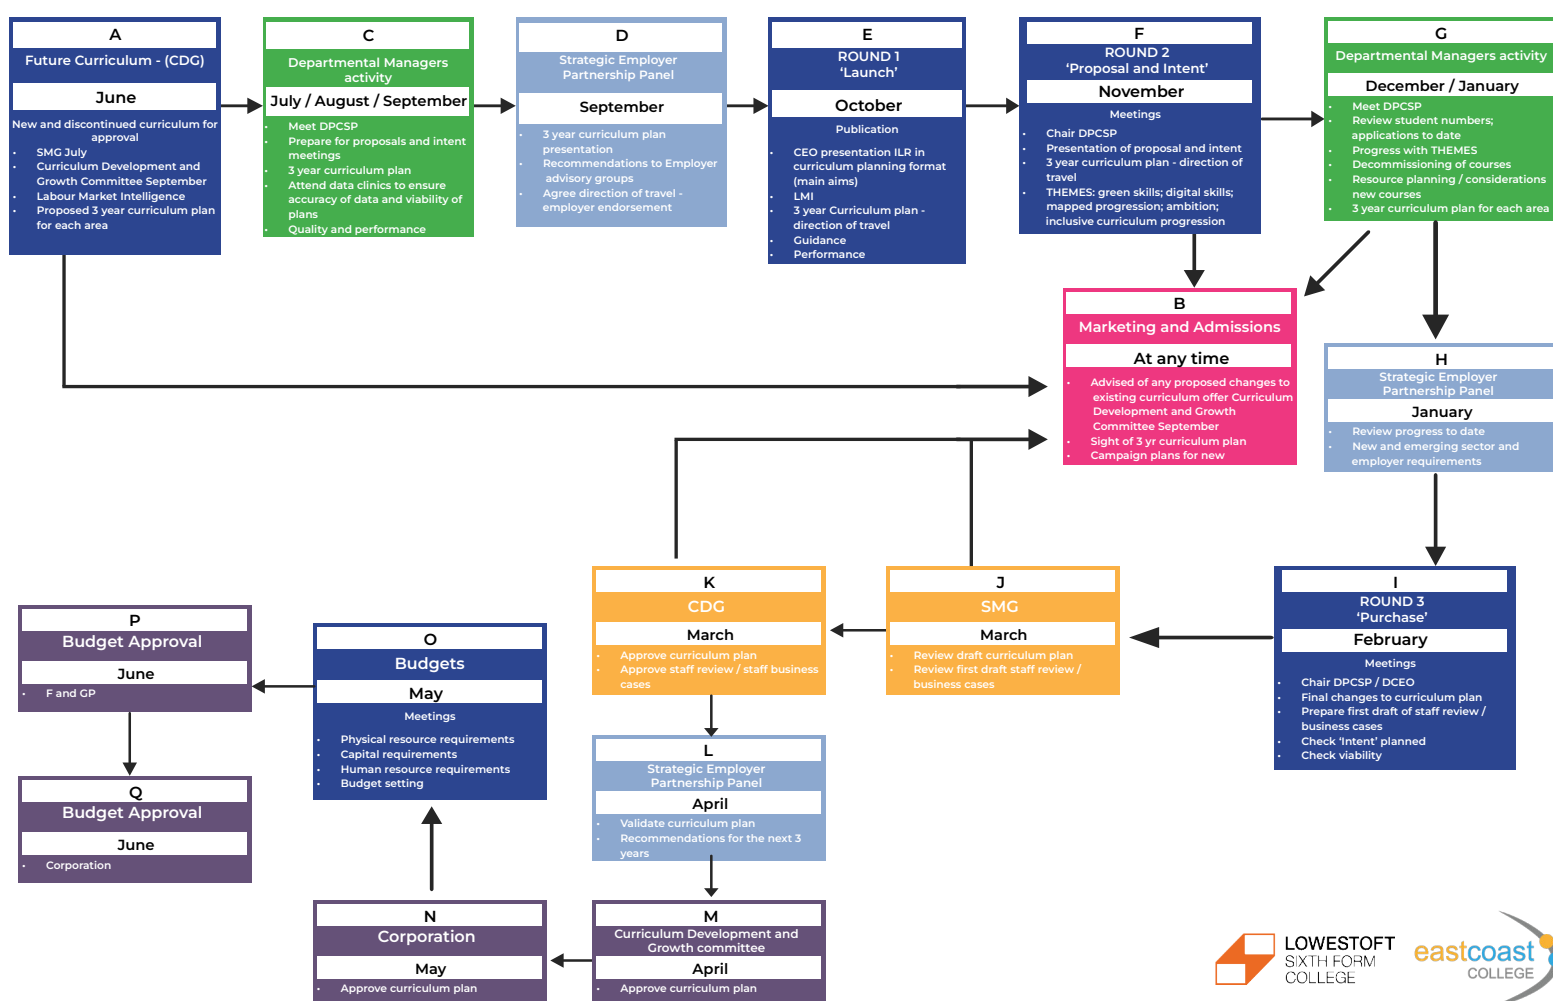 A
Future Curriculum - (CDG)
June
New and discontinued curriculum for
approval
• SMG July
• Curriculum Development and
Growth Committee September
• Labour Market Intelligence
• Proposed 3 year curriculum plan
for each area
C
Departmental Managers
activity
July / August / September
• Meet DPCSP
• Prepare for proposals and intent
meetings
• 3 year curriculum plan
• Attend data clinics to ensure
accuracy of data and viability of
plans
• Quality and performance
D
Strategic Employer
Partnership Panel
September
• 3 year curriculum plan
presentation
• Recommendations to Employer
advisory groups
• Agree direction of travel -
employer endorsement
E
ROUND 1
‘Launch’
October
Publication
• CEO presentation ILR in
curriculum planning format
(main aims)
• LMI
• 3 year Curriculum plan -
direction of travel
• Guidance
• Performance
F
ROUND 2
‘Proposal and Intent’
November
Meetings
• Chair DPCSP
• Presentation of proposal and intent
• 3 year curriculum plan - direction of
travel
• THEMES: green skills; digital skills;
mapped progression; ambition;
inclusive curriculum progression
G
Departmental Managers activity
December / January
• Meet DPCSP
• Review student numbers;
applications to date
• Progress with THEMES
• Decommissing of courses
• Resource planning / considerations
new courses
• 3 year curriculum plan for each area
B
Marketing and Admissions
At any time
• Advised of any proposed changes to
existing curriculum offer Curriculum
Development and Growth
Committee September
• Sight of 3 yr curriculum plan
• Campaign plans for new
H
Strategic Employer
Partnership Panel
January
• Review progress to date
• New and emerging sector and
employer requirements
I
ROUND 3
‘Purchase’
February
Meetings
• Chair DPCSP / DCEO
• Final changes to curriculum plan
• Prepare first draft of staff review /
business cases
• Check ‘Intent’ planned
• Check viability
J
SMG
March
• Review draft curriculum plan
• Review first draft staff review /
business cases
K
CDG
March
• Approve curriculum plan
• Approve staff review / staff business
cases
L
Strategic Employer
Partnership Panel
April
• Validate curriculum plan
• Recommendations for the next 3
years
M
Curriculum Development and
Growth committee
April
• Approve curriculum plan
N
Corporation
May
• Approve curriculum plan
O
Budgets
May
Meetings
• Physical resource requirements
• Capital requirements
• Human resource requirements
• Budget setting
P
Budget Approval
June
• F and GP
Q
Budget Approval
June
• Corporation
LOWESTOFT
SIXTH FORM
COLLEGE
eastcoast
COLLEGE